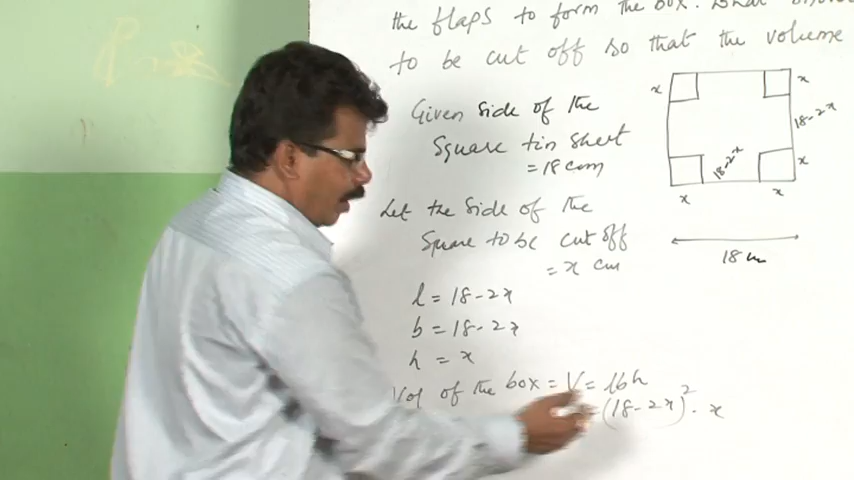 the flaps to form the box. What
to be cut off so that the volume
Given side of the
Square tin sheet
= 18 cm
Let the side of the
Square to be cut off
= x cm
l = 18-2x
b = 18-2x
h = x
Vol of the box = V = lbh
= (18-2x)². x
x
x
18-2x
x
18-2x
x
x
18 cm